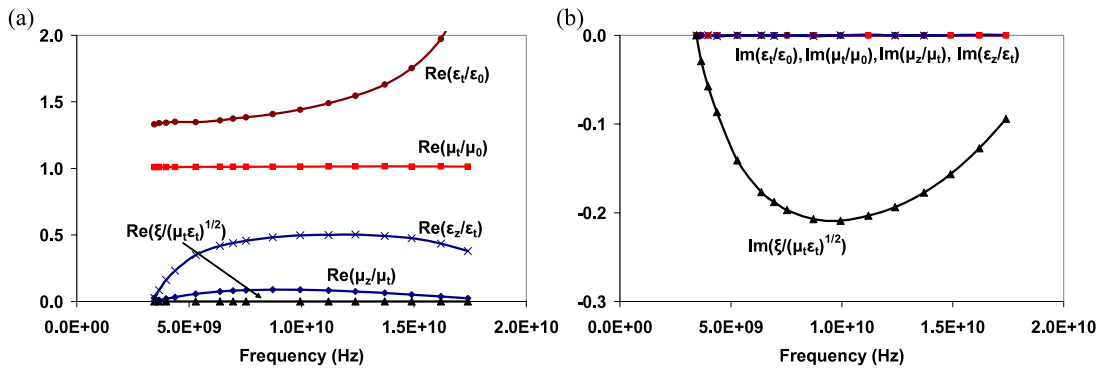 (a)
2.0
1.5
1.0
0.5
0.0
Re(εt/ε0)
Re(μt/μ0)
Re(ξ/(μtεt)1/2)
Re(εz/εt)
Re(μz/μt)
0.0E+00 5.0E+09 1.0E+10 1.5E+10 2.0E+10
Frequency (Hz)
(b)
0.0
-0.1
-0.2
-0.3
Im(εt/ε0), Im(μt/μ0), Im(μz/μt), Im(εz/εt)
Im(ξ/(μtεt)1/2)
0.0E+00 5.0E+09 1.0E+10 1.5E+10 2.0E+10
Frequency (Hz)